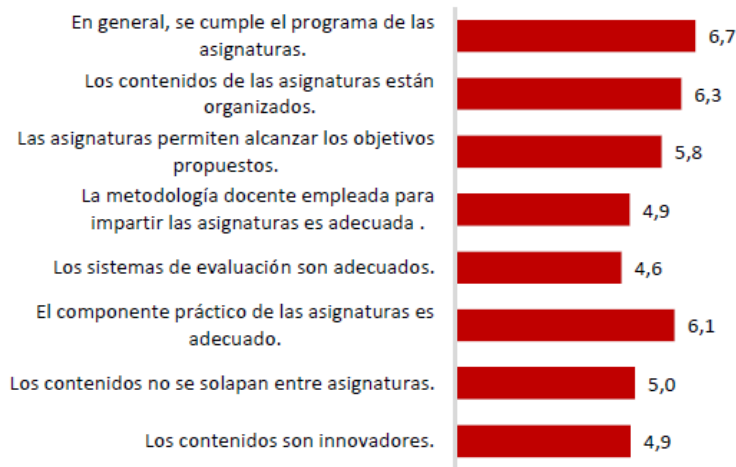 En general, se cumple el programa de las
asignaturas.
6,7
Los contenidos de las asignaturas están
organizados.
6,3
Las asignaturas permiten alcanzar los objetivos
propuestos.
5,8
La metodología docente empleada para
impartir las asignaturas es adecuada .
4,9
Los sistemas de evaluación son adecuados.
4,6
El componente práctico de las asignaturas es
adecuado.
6,1
Los contenidos no se solapan entre asignaturas.
5,0
Los contenidos son innovadores.
4,9